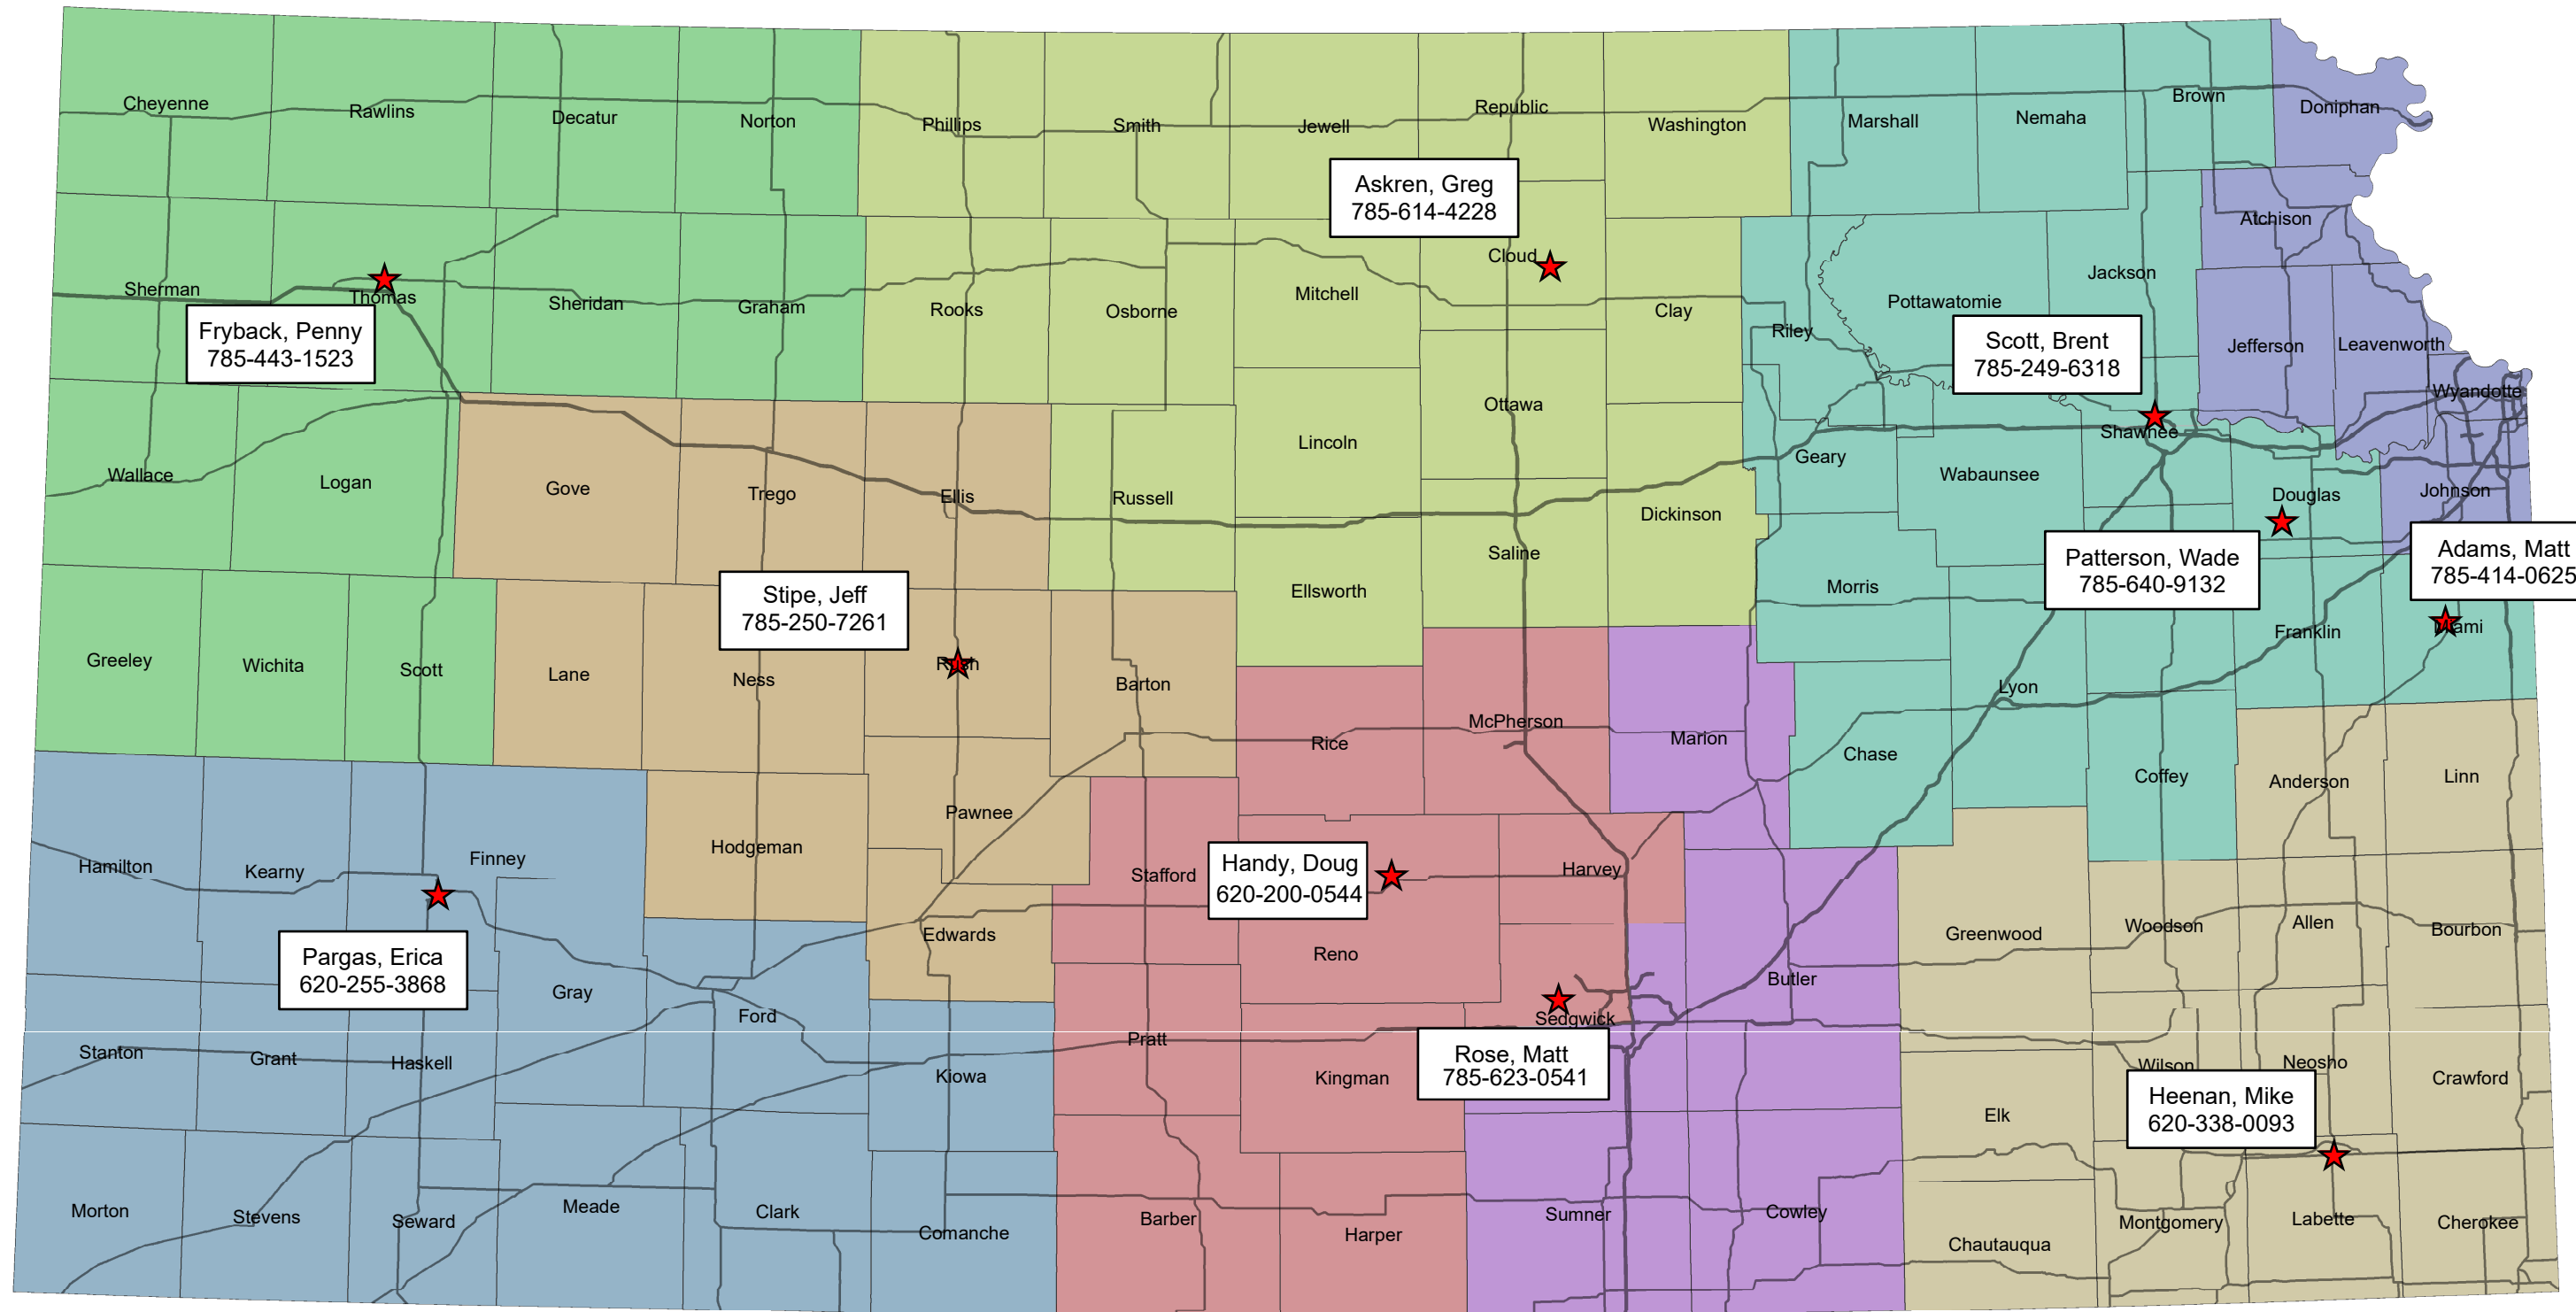 Cheyenne
Rawlins
Decatur
Norton
Phillips
Smith
Jewell
Republic
Washington
Marshall
Nemaha
Brown
Doniphan
Askren, Greg
785-614-4228
Atchison
Sherman
Thomas
Sheridan
Graham
Rooks
Osborne
Mitchell
Cloud
Clay
Riley
Pottawatomie
Jackson
Jefferson
Leavenworth
Wyandotte
Fryback, Penny
785-443-1523
Scott, Brent
785-249-6318
Wallace
Logan
Gove
Trego
Ellis
Russell
Lincoln
Ottawa
Saline
Dickinson
Geary
Wabaunsee
Shawnee
Douglas
Johnson
Stipe, Jeff
785-250-7261
Ellsworth
Morris
Patterson, Wade
785-640-9132
Adams, Matt
785-414-0625
Greeley
Wichita
Scott
Lane
Ness
Barton
Rice
McPherson
Marion
Chase
Lyon
Coffey
Franklin
Anderson
Linn
Hamilton
Kearny
Finney
Hodgeman
Pawnee
Edwards
Stafford
Handy, Doug
620-200-0544
Reno
Harvey
Butler
Greenwood
Woodson
Allen
Bourbon
Pargas, Erica
620-255-3868
Gray
Ford
Kiowa
Pratt
Kingman
Sedgwick
Rose, Matt
785-623-0541
Elk
Wilson
Neosho
Crawford
Heenan, Mike
620-338-0093
Stanton
Grant
Haskell
Morton
Stevens
Seward
Meade
Clark
Comanche
Barber
Harper
Sumner
Cowley
Chautauqua
Montgomery
Labette
Cherokee